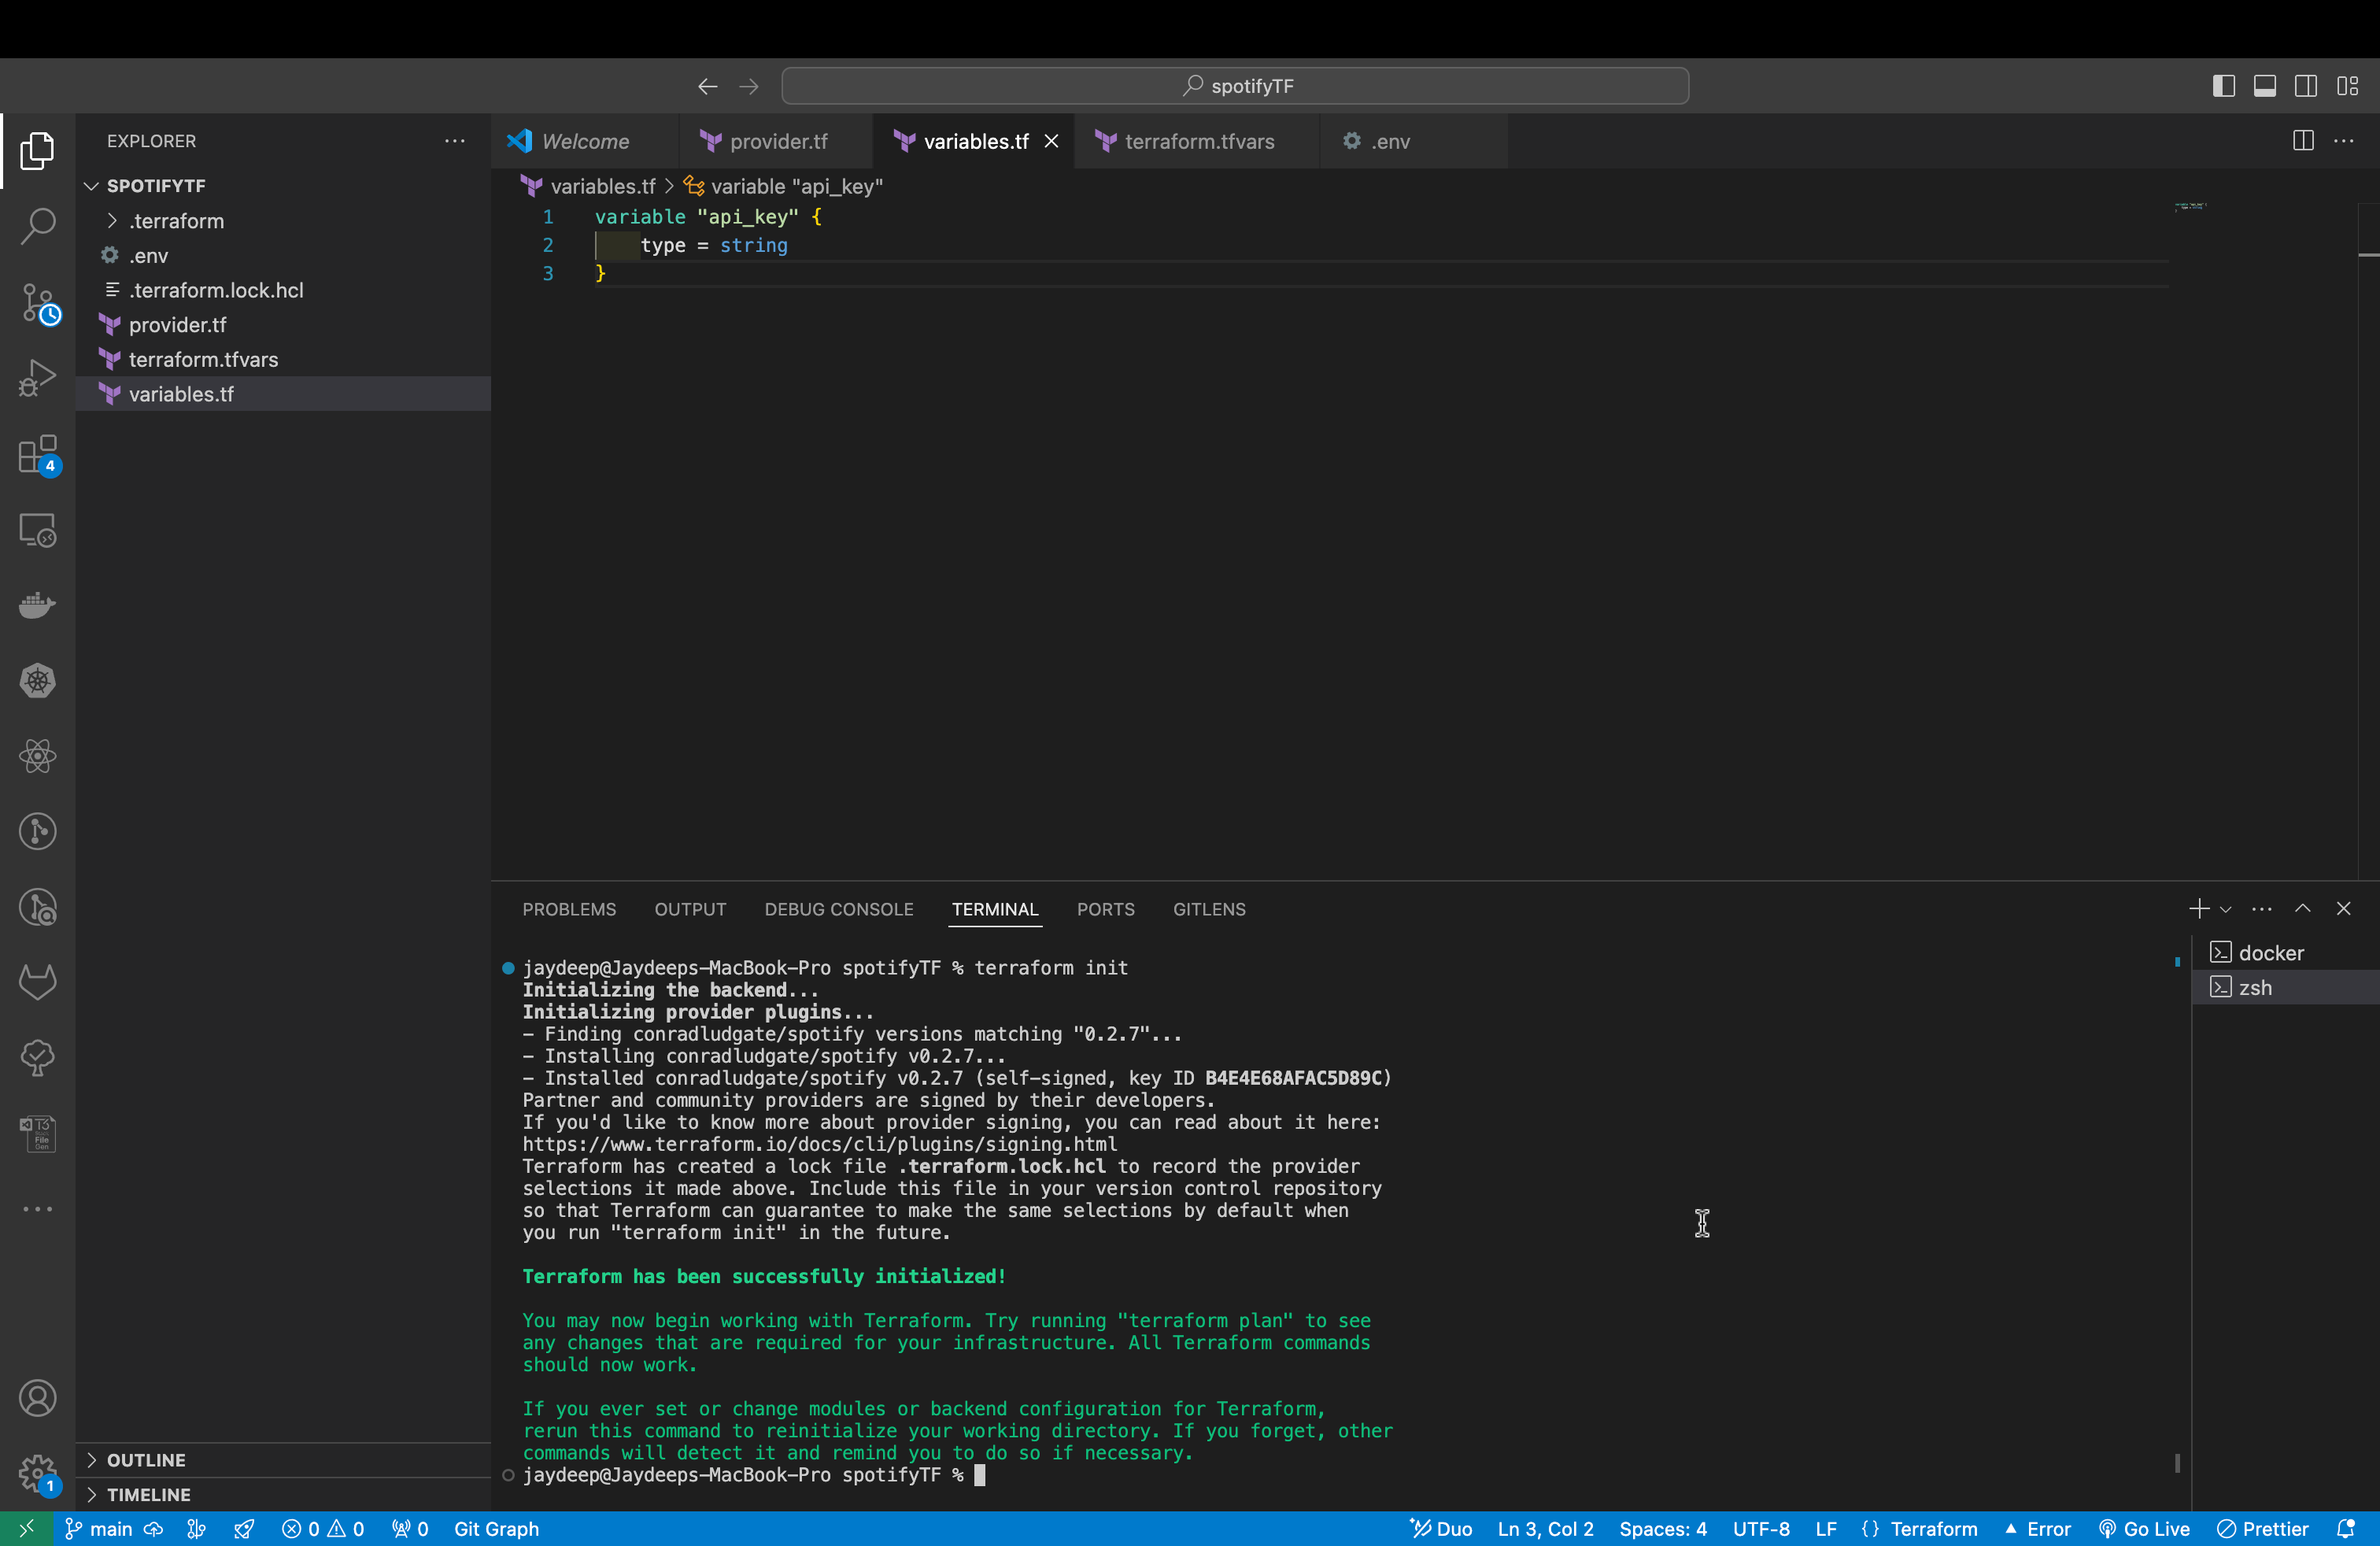 spotifyTF
EXPLORER
SPOTIFYTF
.terraform
.env
.terraform.lock.hcl
provider.tf
terraform.tfvars
variables.tf
OUTLINE
TIMELINE
4
T3
File
Gen
1
Welcome
provider.tf
variables.tf
terraform.tfvars
.env
variables.tf > variable "api_key"
1 variable "api_key" {
2 type = string
3 }
PROBLEMS OUTPUT DEBUG CONSOLE TERMINAL PORTS GITLENS
docker
zsh
jaydeep@Jaydeeps-MacBook-Pro spotifyTF % terraform init
Initializing the backend...
Initializing provider plugins...
- Finding conradludgate/spotify versions matching "0.2.7"...
- Installing conradludgate/spotify v0.2.7...
- Installed conradludgate/spotify v0.2.7 (self-signed, key ID B4E4E68AFAC5D89C)
Partner and community providers are signed by their developers.
If you'd like to know more about provider signing, you can read about it here:
https://www.terraform.io/docs/cli/plugins/signing.html
Terraform has created a lock file .terraform.lock.hcl to record the provider
selections it made above. Include this file in your version control repository
so that Terraform can guarantee to make the same selections by default when
you run "terraform init" in the future.
Terraform has been successfully initialized!
You may now begin working with Terraform. Try running "terraform plan" to see
any changes that are required for your infrastructure. All Terraform commands
should now work.
If you ever set or change modules or backend configuration for Terraform,
rerun this command to reinitialize your working directory. If you forget, other
commands will detect it and remind you to do so if necessary.
jaydeep@Jaydeeps-MacBook-Pro spotifyTF %
main 0 0 0 Git Graph Duo Ln 3, Col 2 Spaces: 4 UTF-8 LF {} Terraform Error Go Live Prettier